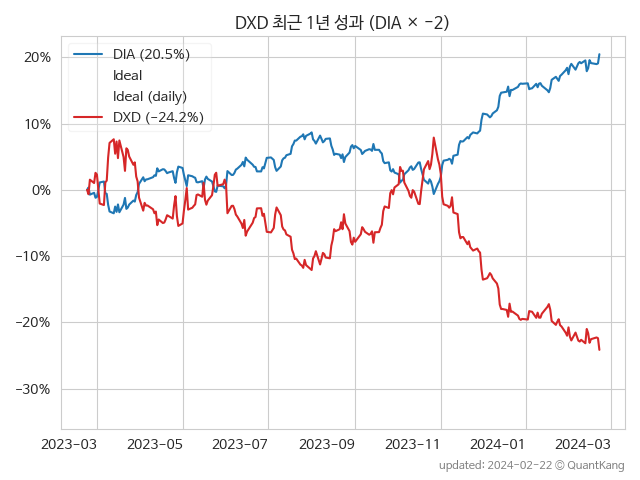 DXD 최근 1년 성과 (DIA × −2)
DIA (20.5%)
Ideal
Ideal (daily)
DXD (−24.2%)
20%
10%
0%
−10%
−20%
−30%
2023-03 2023-05 2023-07 2023-09 2023-11 2024-01 2024-03
updated: 2024-02-22 © QuantKang